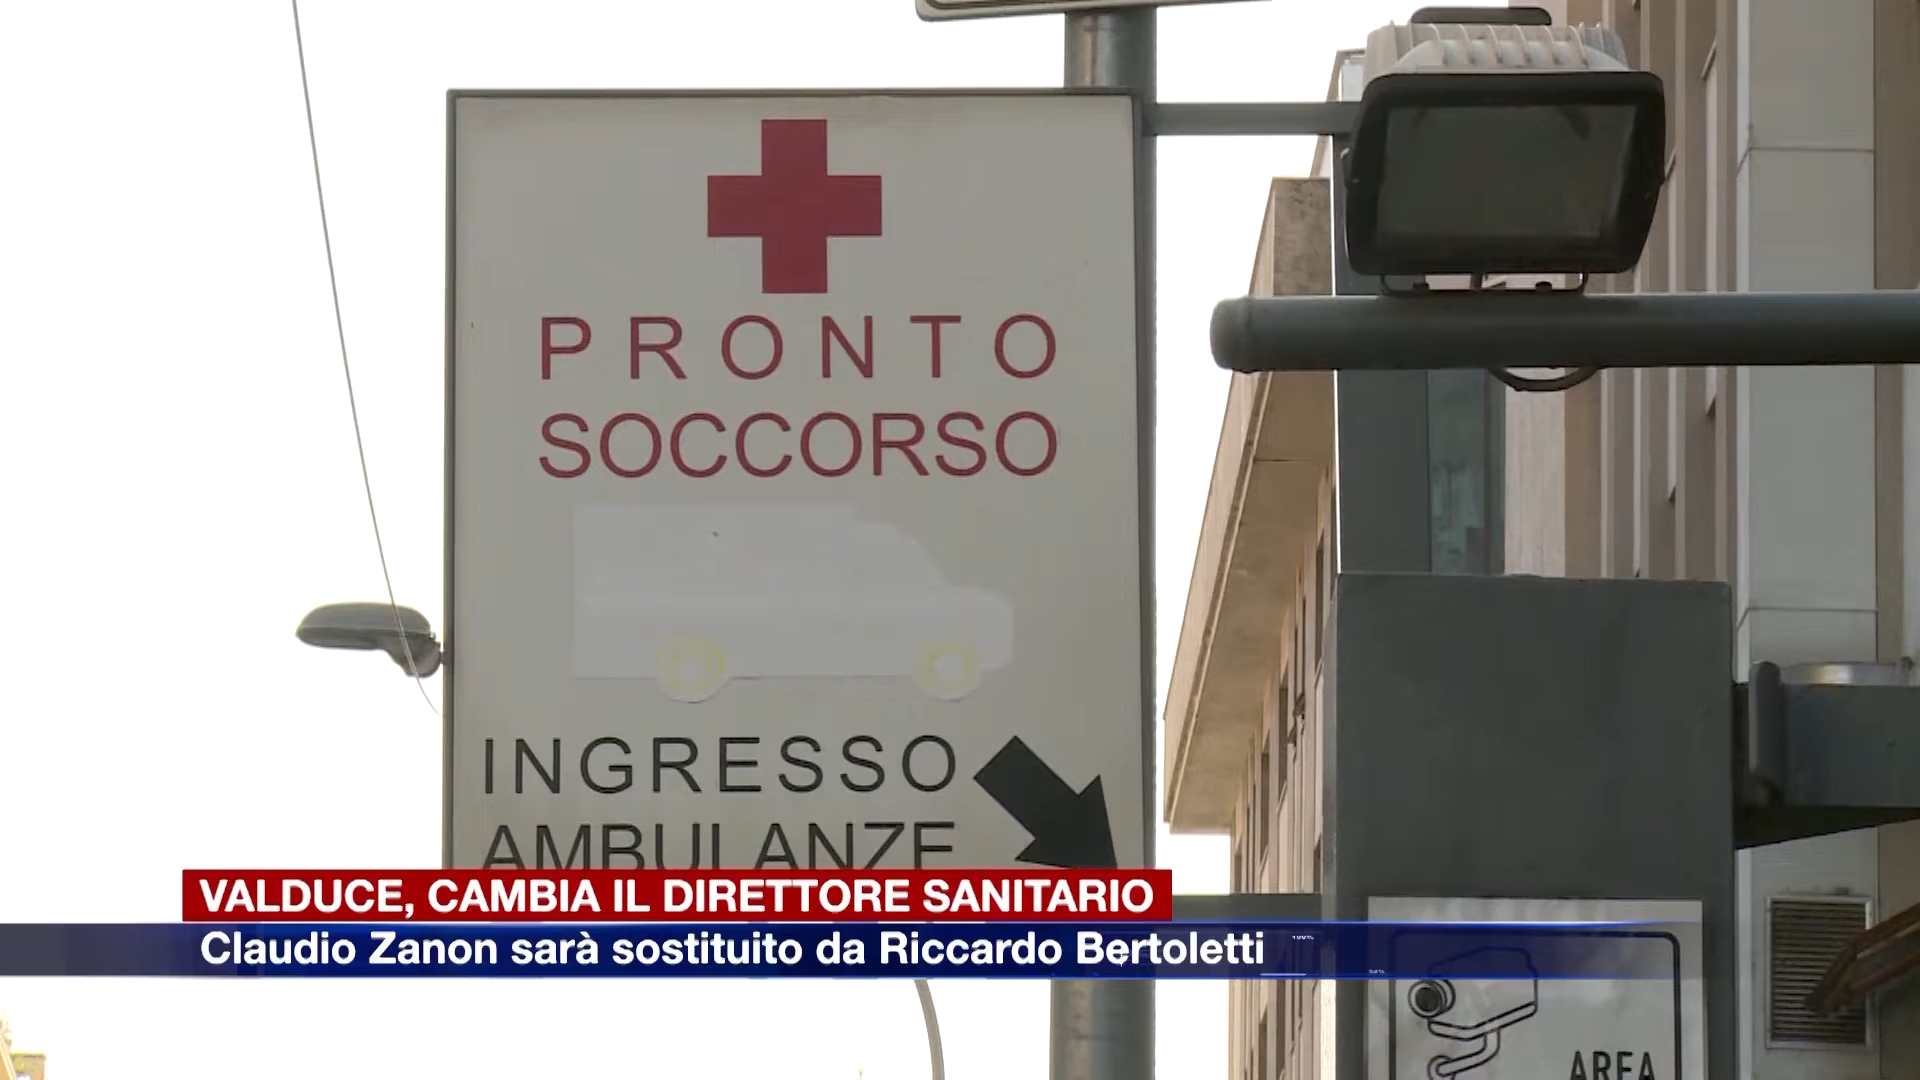 PRONTO
SOCCORSO
INGRESSO
AMBULANZE
VALDUCE, CAMBIA IL DIRETTORE SANITARIO
Claudio Zanon sarà sostituito da Riccardo Bertoletti
AREA